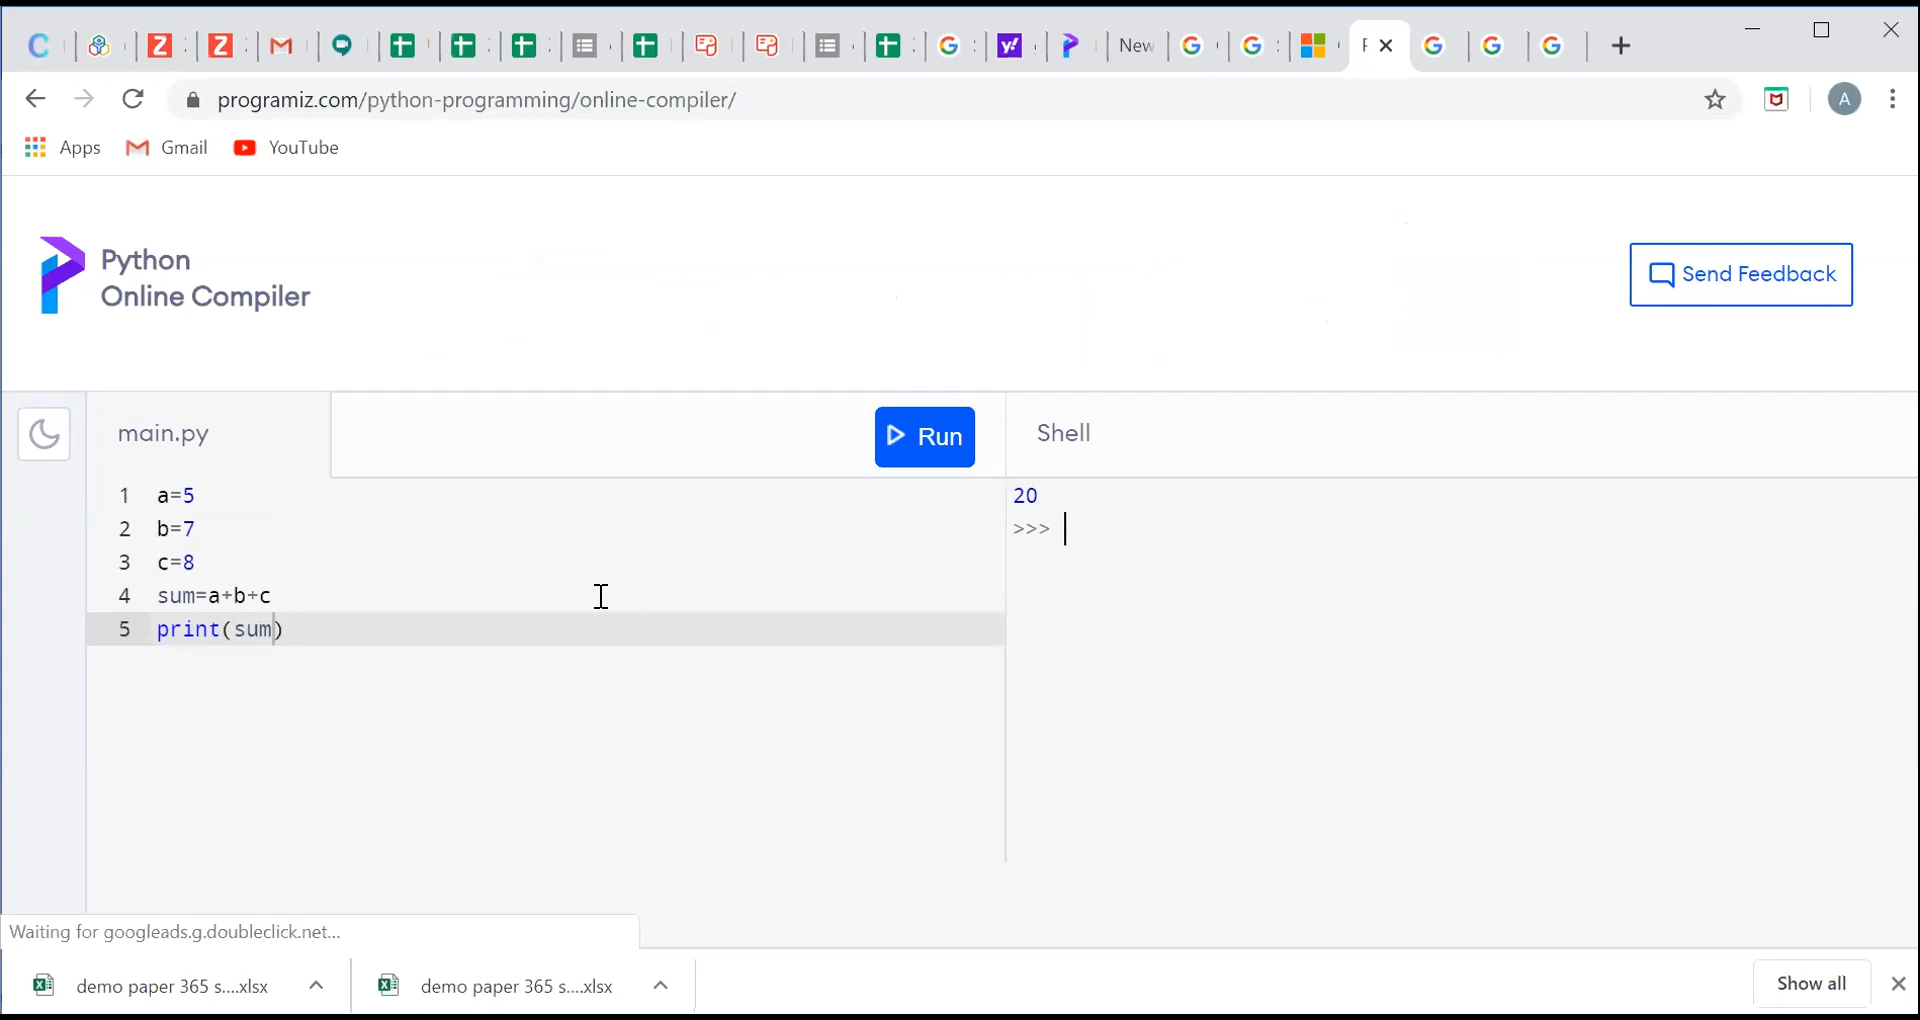 New
programiz.com/python-programming/online-compiler/
A
Apps Gmail YouTube
Python
Online Compiler
Send Feedback
main.py
Run
Shell
1 a=5
2 b=7
3 c=8
4 sum=a+b+c
5 print(sum)
20
>>>
Waiting for googleads.g.doubleclick.net...
demo paper 365 s....xlsx
demo paper 365 s....xlsx
Show all